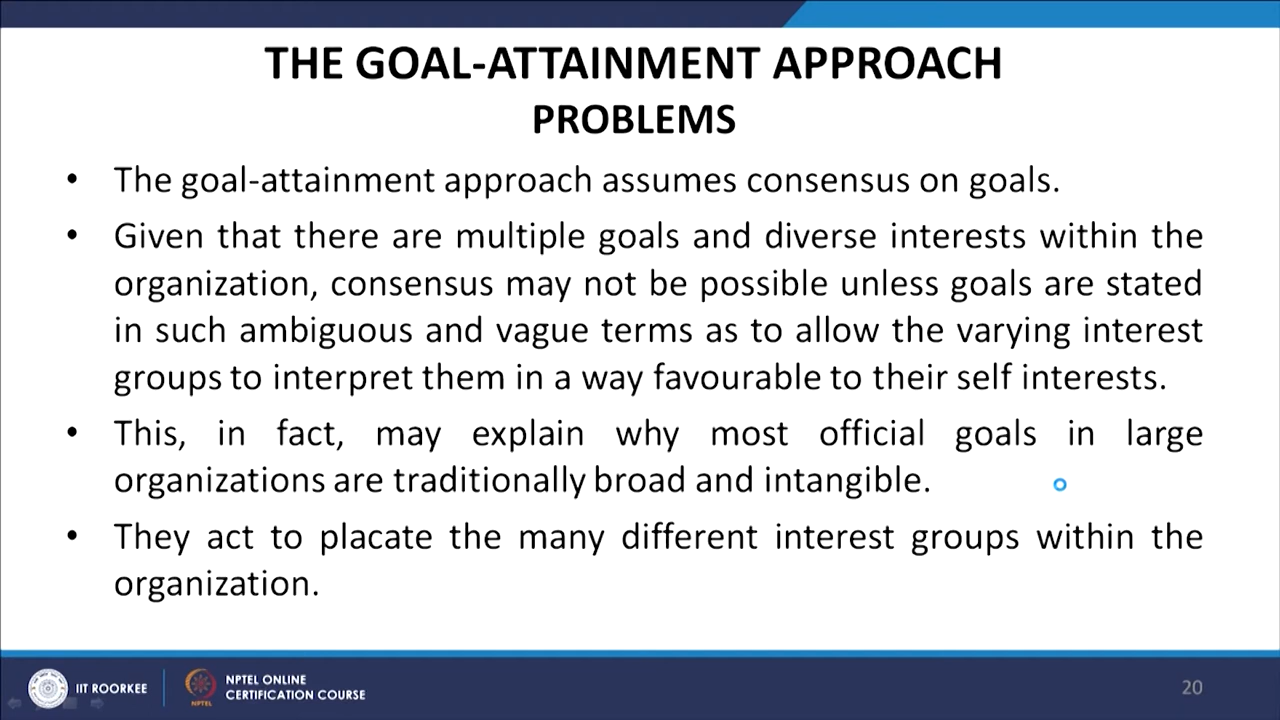 THE GOAL-ATTAINMENT APPROACH
PROBLEMS
• The goal-attainment approach assumes consensus on goals.
• Given that there are multiple goals and diverse interests within the
organization, consensus may not be possible unless goals are stated
in such ambiguous and vague terms as to allow the varying interest
groups to interpret them in a way favourable to their self interests.
• This, in fact, may explain why most official goals in large
organizations are traditionally broad and intangible.
• They act to placate the many different interest groups within the
organization.
IIT ROORKEE
NPTEL
NPTEL ONLINE
CERTIFICATION COURSE
20